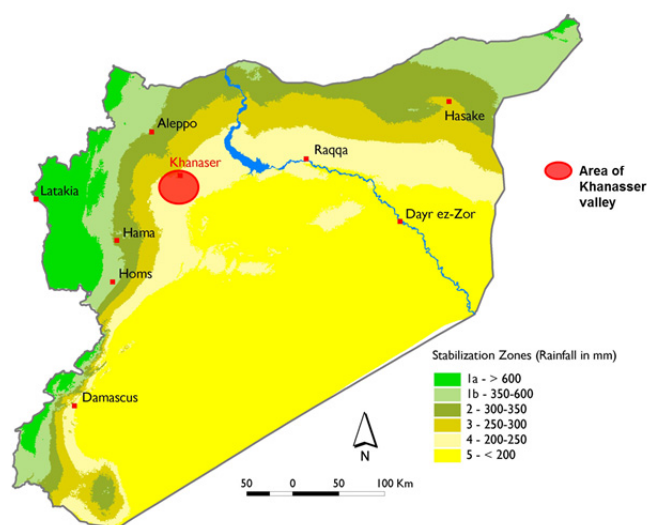 Aleppo
Hasake
Khanaser
Raqqa
Latakia
Area of
Khanasser
valley
Dayr ez-Zor
Hama
Homs
Damascus
Stabilization Zones (Rainfall in mm)
1a - > 600
1b - 350-600
2 - 300-350
3 - 250-300
4 - 200-250
5 - < 200
N
50 0 50 100 Km